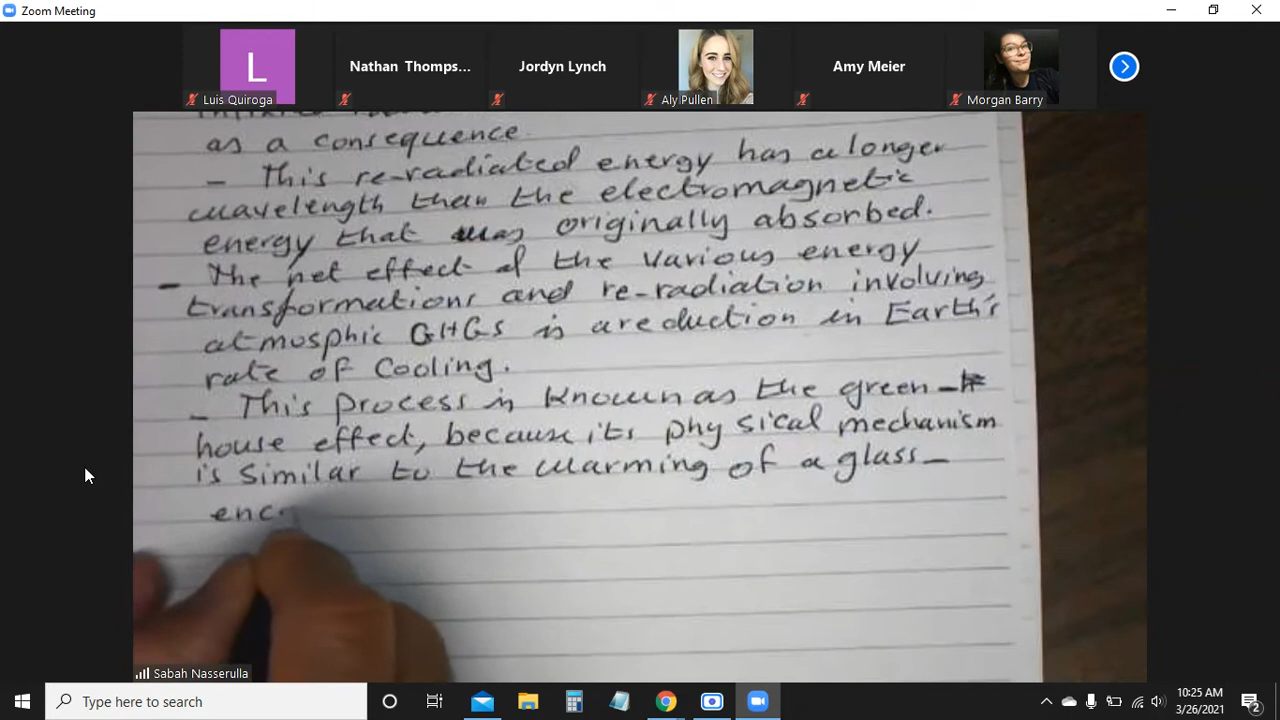 Zoom Meeting
L
Luis Quiroga
Nathan Thomps...
Jordyn Lynch
Aly Pullen
Amy Meier
Morgan Barry
as a consequence
- This re-radiated energy has a longer
wavelength than the electromagnetic
energy that was originally absorbed.
- The net effect of the various energy
transformations and re-radiation involving
atmosphic GHGs is a reduction in Earth's
rate of Cooling.
- This process is known as the green-
house effect, because its physical mechanism
is similar to the warming of a glass-
enc
Sabah Nasserulla
Type here to search
10:25 AM
3/26/2021
2